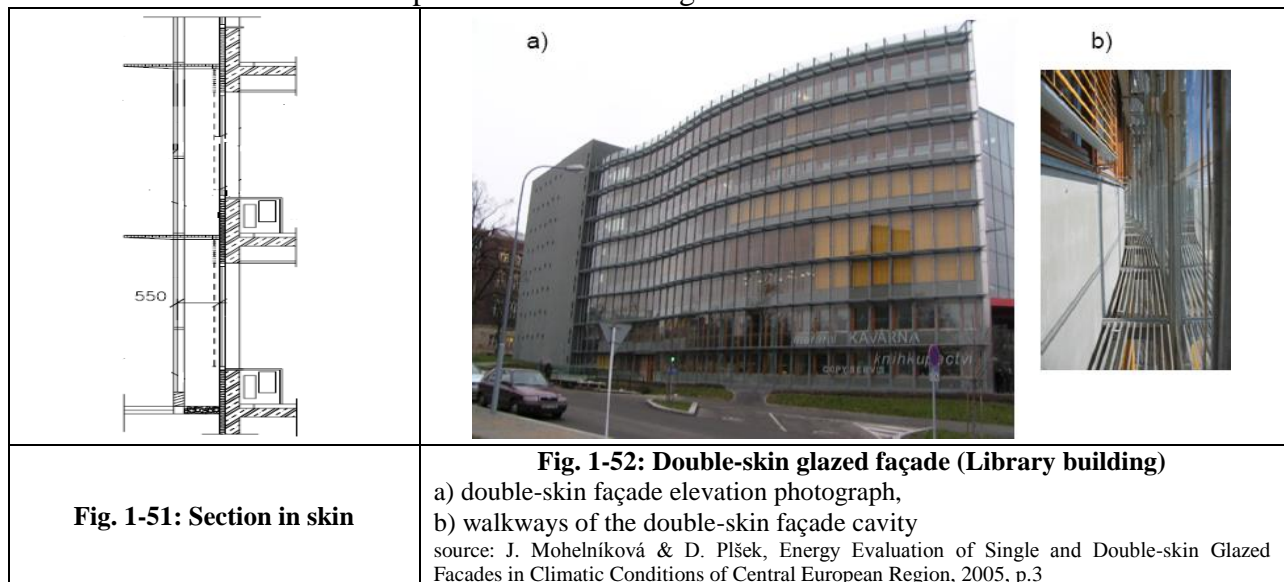 550
a)
b)
KAVÁRNA
knihkupectví
COPY SERVIS
Fig. 1-51: Section in skin
Fig. 1-52: Double-skin glazed façade (Library building)
a) double-skin façade elevation photograph,
b) walkways of the double-skin façade cavity
source: J. Mohelníková & D. Plšek, Energy Evaluation of Single and Double-skin Glazed
Facades in Climatic Conditions of Central European Region, 2005, p.3